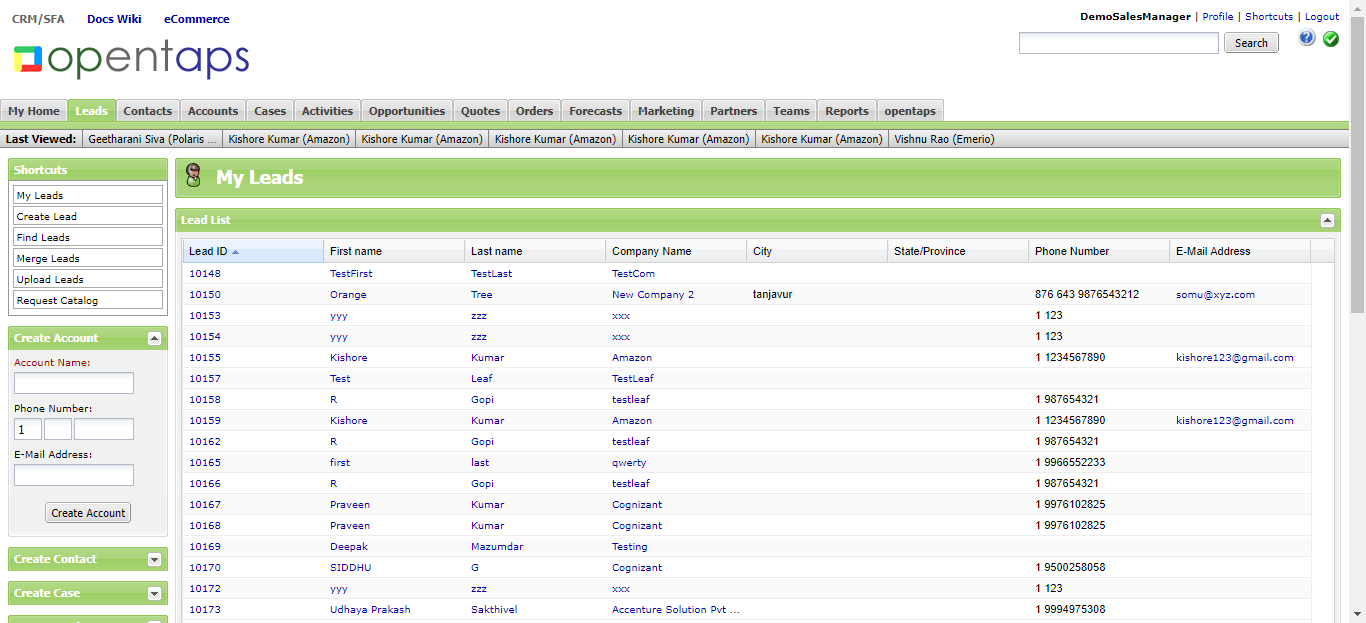 CRM/SFA Docs Wiki eCommerce
DemoSalesManager | Profile | Shortcuts | Logout
opentaps
Search
My Home Leads Contacts Accounts Cases Activities Opportunities Quotes Orders Forecasts Marketing Partners Teams Reports opentaps
Last Viewed: Geetharani Siva (Polaris ... Kishore Kumar (Amazon) Kishore Kumar (Amazon) Kishore Kumar (Amazon) Kishore Kumar (Amazon) Kishore Kumar (Amazon) Vishnu Rao (Emerio)
Shortcuts
My Leads
Create Lead
Find Leads
Merge Leads
Upload Leads
Request Catalog
Create Account
Account Name:
Phone Number:
1
E-Mail Address:
Create Account
Create Contact
Create Case
My Leads
Lead List
Lead ID First name Last name Company Name City State/Province Phone Number E-Mail Address
10148 TestFirst TestLast TestCom
10150 Orange Tree New Company 2 tanjavur 876 643 9876543212 somu@xyz.com
10153 yyy zzz xxx 1 123
10154 yyy zzz xxx 1 123
10155 Kishore Kumar Amazon 1 1234567890 kishore123@gmail.com
10157 Test Leaf TestLeaf
10158 R Gopi testleaf 1 987654321
10159 Kishore Kumar Amazon 1 1234567890 kishore123@gmail.com
10162 R Gopi testleaf 1 987654321
10165 first last qwerty 1 9966552233
10166 R Gopi testleaf 1 987654321
10167 Praveen Kumar Cognizant 1 9976102825
10168 Praveen Kumar Cognizant 1 9976102825
10169 Deepak Mazumdar Testing
10170 SIDDHU G Cognizant 1 9500258058
10172 yyy zzz xxx 1 123
10173 Udhaya Prakash Sakthivel Accenture Solution Pvt ... 1 9994975308